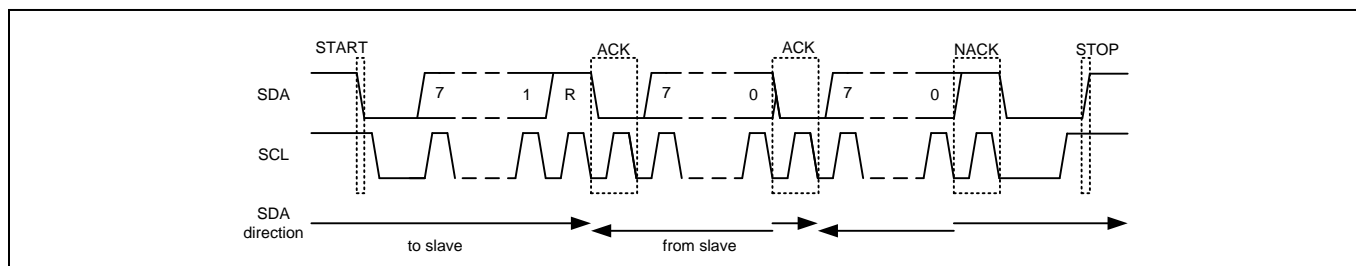 START ACK ACK NACK STOP
SDA 7 1 R 7 0 7 0
SCL
SDA
direction
to slave from slave